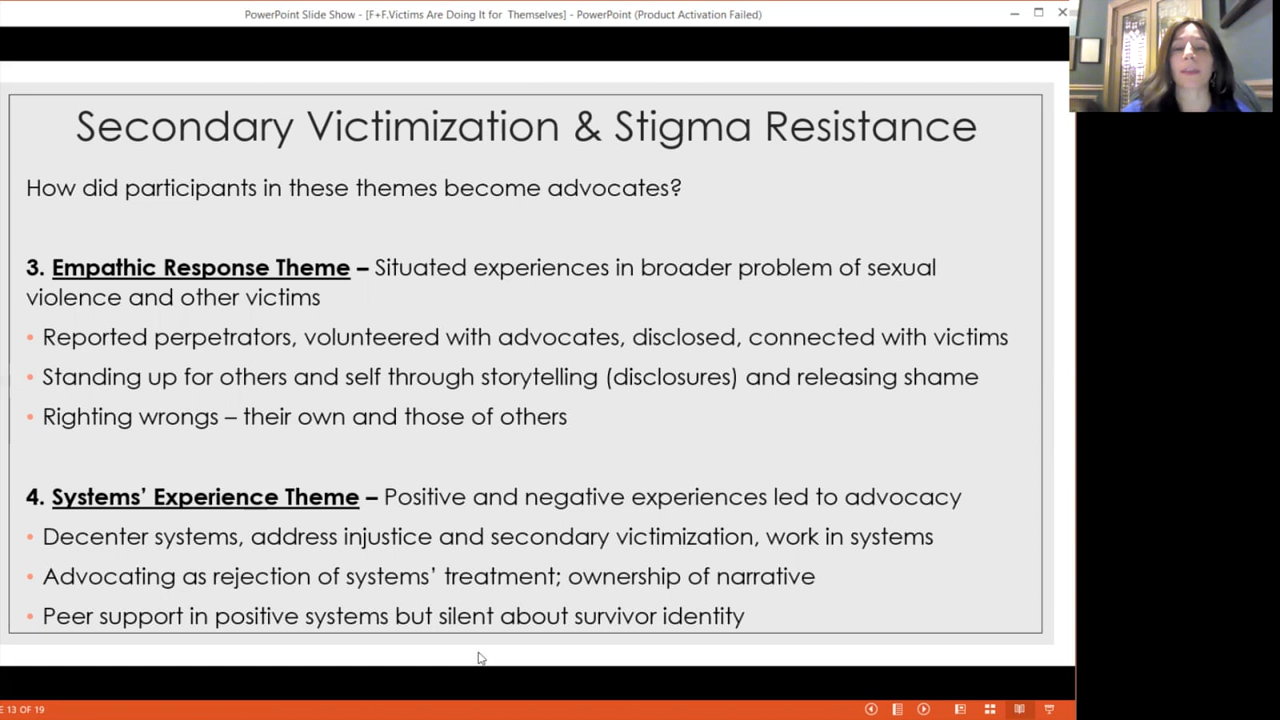 PowerPoint Slide Show - [F+F.Victims Are Doing It for  Themselves] - PowerPoint (Product Activation Failed)
Secondary Victimization & Stigma Resistance
How did participants in these themes become advocates?
3. Empathic Response Theme – Situated experiences in broader problem of sexual
violence and other victims
• Reported perpetrators, volunteered with advocates, disclosed, connected with victims
• Standing up for others and self through storytelling (disclosures) and releasing shame
• Righting wrongs – their own and those of others
4. Systems’ Experience Theme – Positive and negative experiences led to advocacy
• Decenter systems, address injustice and secondary victimization, work in systems
• Advocating as rejection of systems’ treatment; ownership of narrative
• Peer support in positive systems but silent about survivor identity
E 13 OF 19